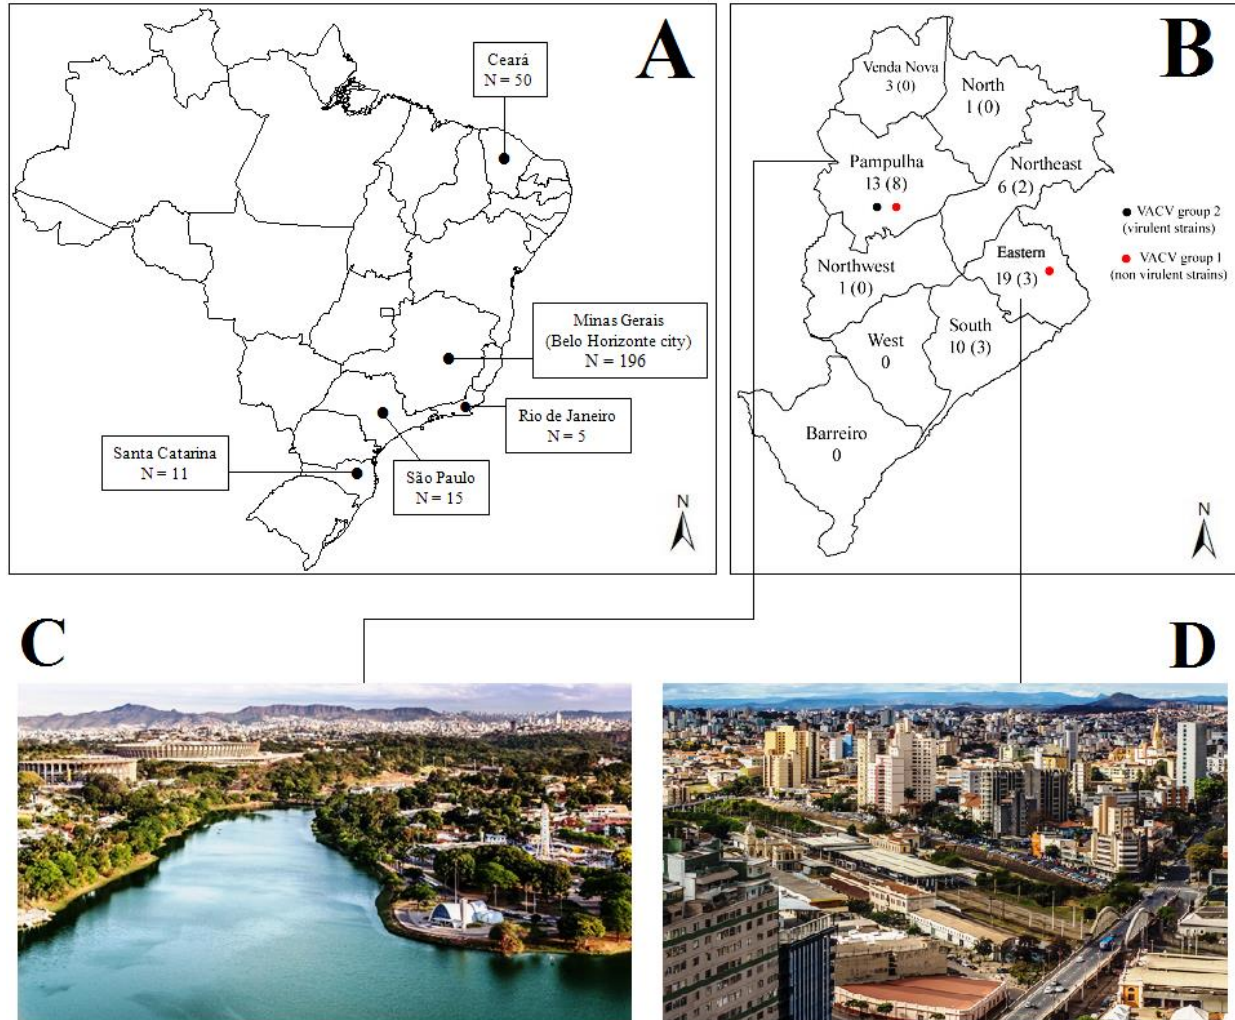 A
Ceará
N = 50
Minas Gerais
(Belo Horizonte city)
N = 196
Rio de Janeiro
N = 5
Santa Catarina
N = 11
São Paulo
N = 15
N
B
Venda Nova
3 (0)
North
1 (0)
Pampulha
13 (8)
Northeast
6 (2)
Eastern
19 (3)
Northwest
1 (0)
West
0
South
10 (3)
Barreiro
0
VACV group 2
(virulent strains)
VACV group 1
(non virulent strains)
N
C
D